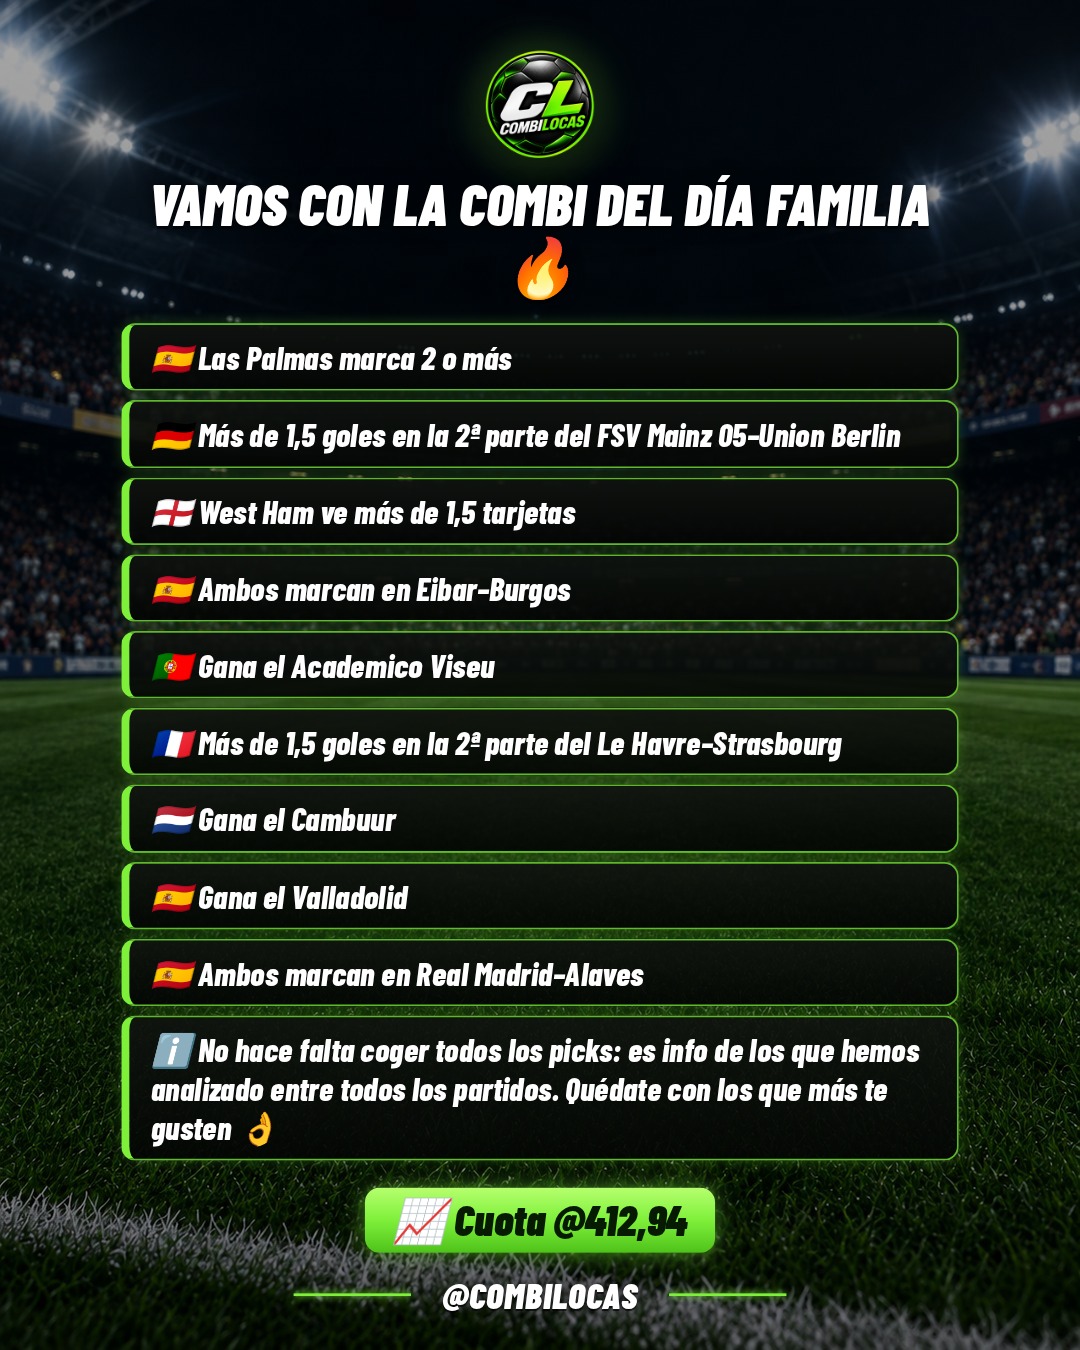 CL
COMBILOCAS
VAMOS CON LA COMBI DEL DÍA FAMILIA
🔥
🇪🇸 Las Palmas marca 2 o más
🇩🇪 Más de 1,5 goles en la 2ª parte del FSV Mainz 05-Union Berlin
🏴󠁧󠁢󠁥󠁮󠁧󠁿 West Ham ve más de 1,5 tarjetas
🇪🇸 Ambos marcan en Eibar-Burgos
🇵🇹 Gana el Academico Viseu
🇫🇷 Más de 1,5 goles en la 2ª parte del Le Havre-Strasbourg
🇳🇱 Gana el Cambuur
🇪🇸 Gana el Valladolid
🇪🇸 Ambos marcan en Real Madrid-Alaves
ℹ️ No hace falta coger todos los picks: es info de los que hemos
analizado entre todos los partidos. Quédate con los que más te
gusten 👌
📈 Cuota @412,94
@COMBILOCAS